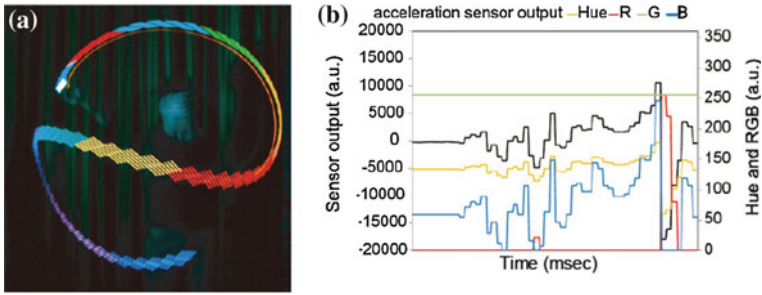 (a)
(b)
acceleration sensor output Hue R G B
20000
15000
10000
5000
0
-5000
-10000
-15000
-20000
Sensor output (a.u.)
350
300
250
200
150
100
50
0
Hue and RGB (a.u.)
Time (msec)